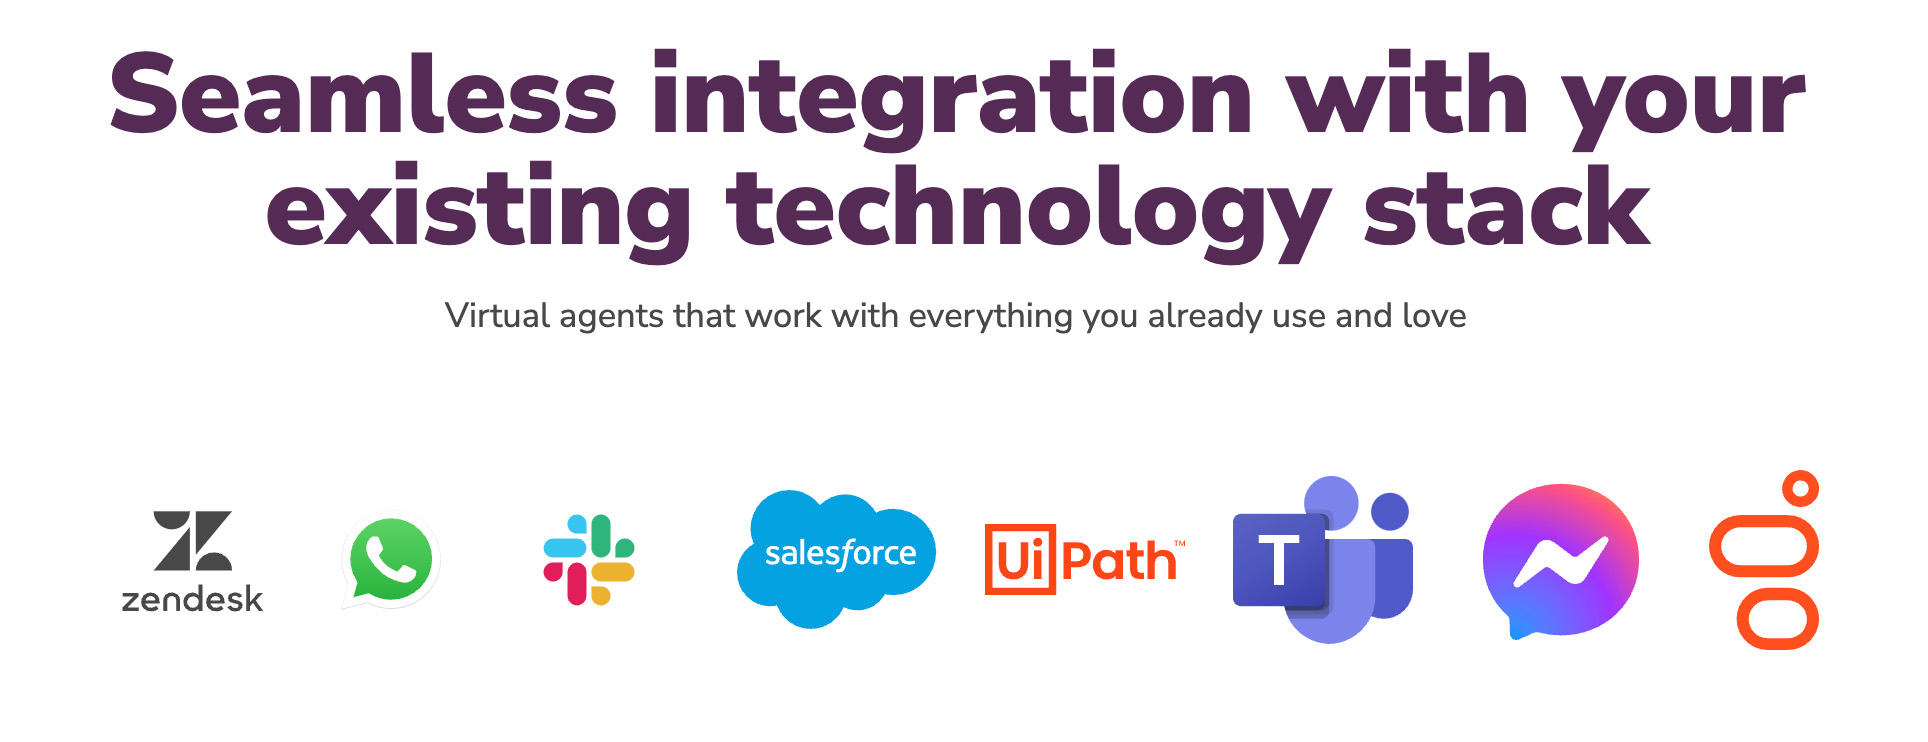 Seamless integration with your
existing technology stack
Virtual agents that work with everything you already use and love
zendesk
salesforce
UiPath™
T